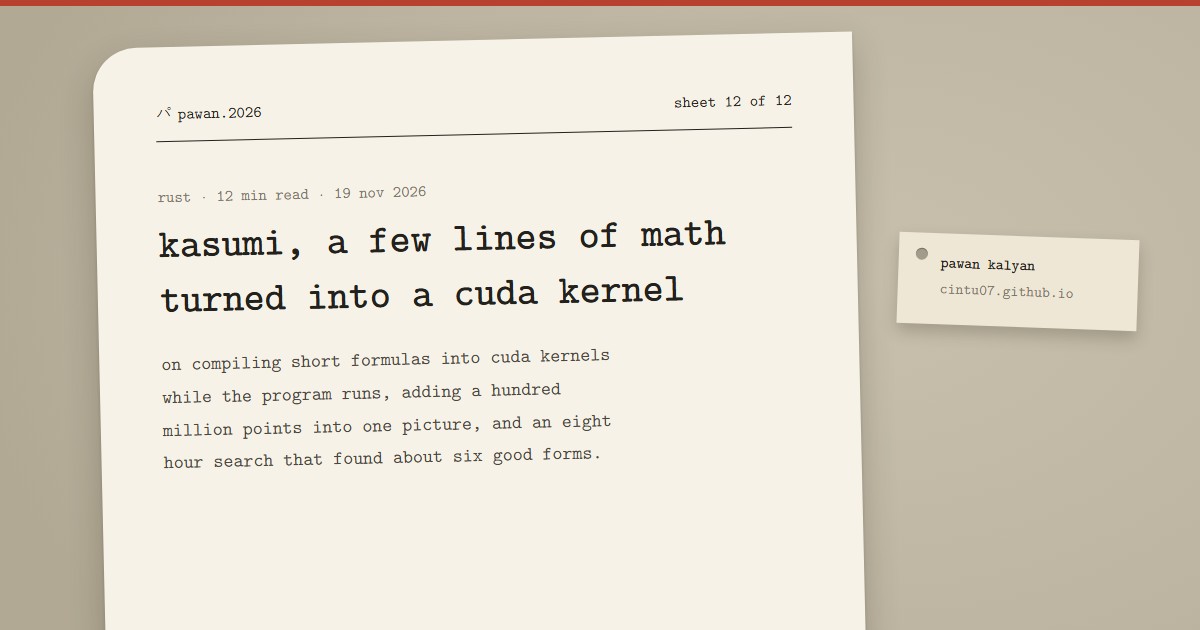 パ pawan.2026
sheet 12 of 12
rust · 12 min read · 19 nov 2026
kasumi, a few lines of math
turned into a cuda kernel
on compiling short formulas into cuda kernels
while the program runs, adding a hundred
million points into one picture, and an eight
hour search that found about six good forms.
pawan kalyan
cintu07.github.io